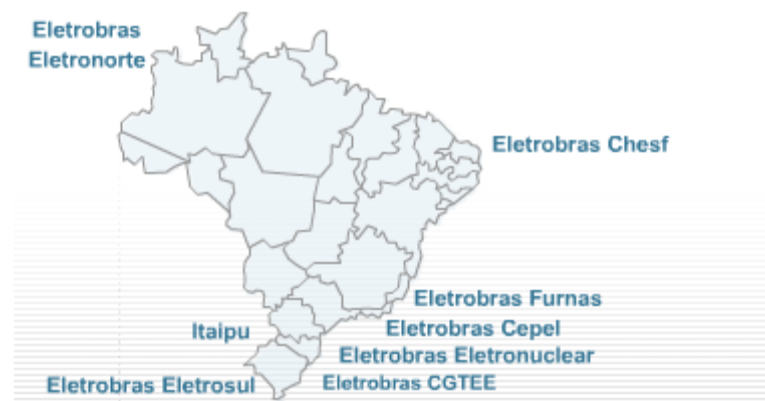 Eletrobras
Eletronorte
Eletrobras Chesf
Eletrobras Furnas
Itaipu
Eletrobras Cepel
Eletrobras Eletronuclear
Eletrobras Eletrosul
Eletrobras CGTEE